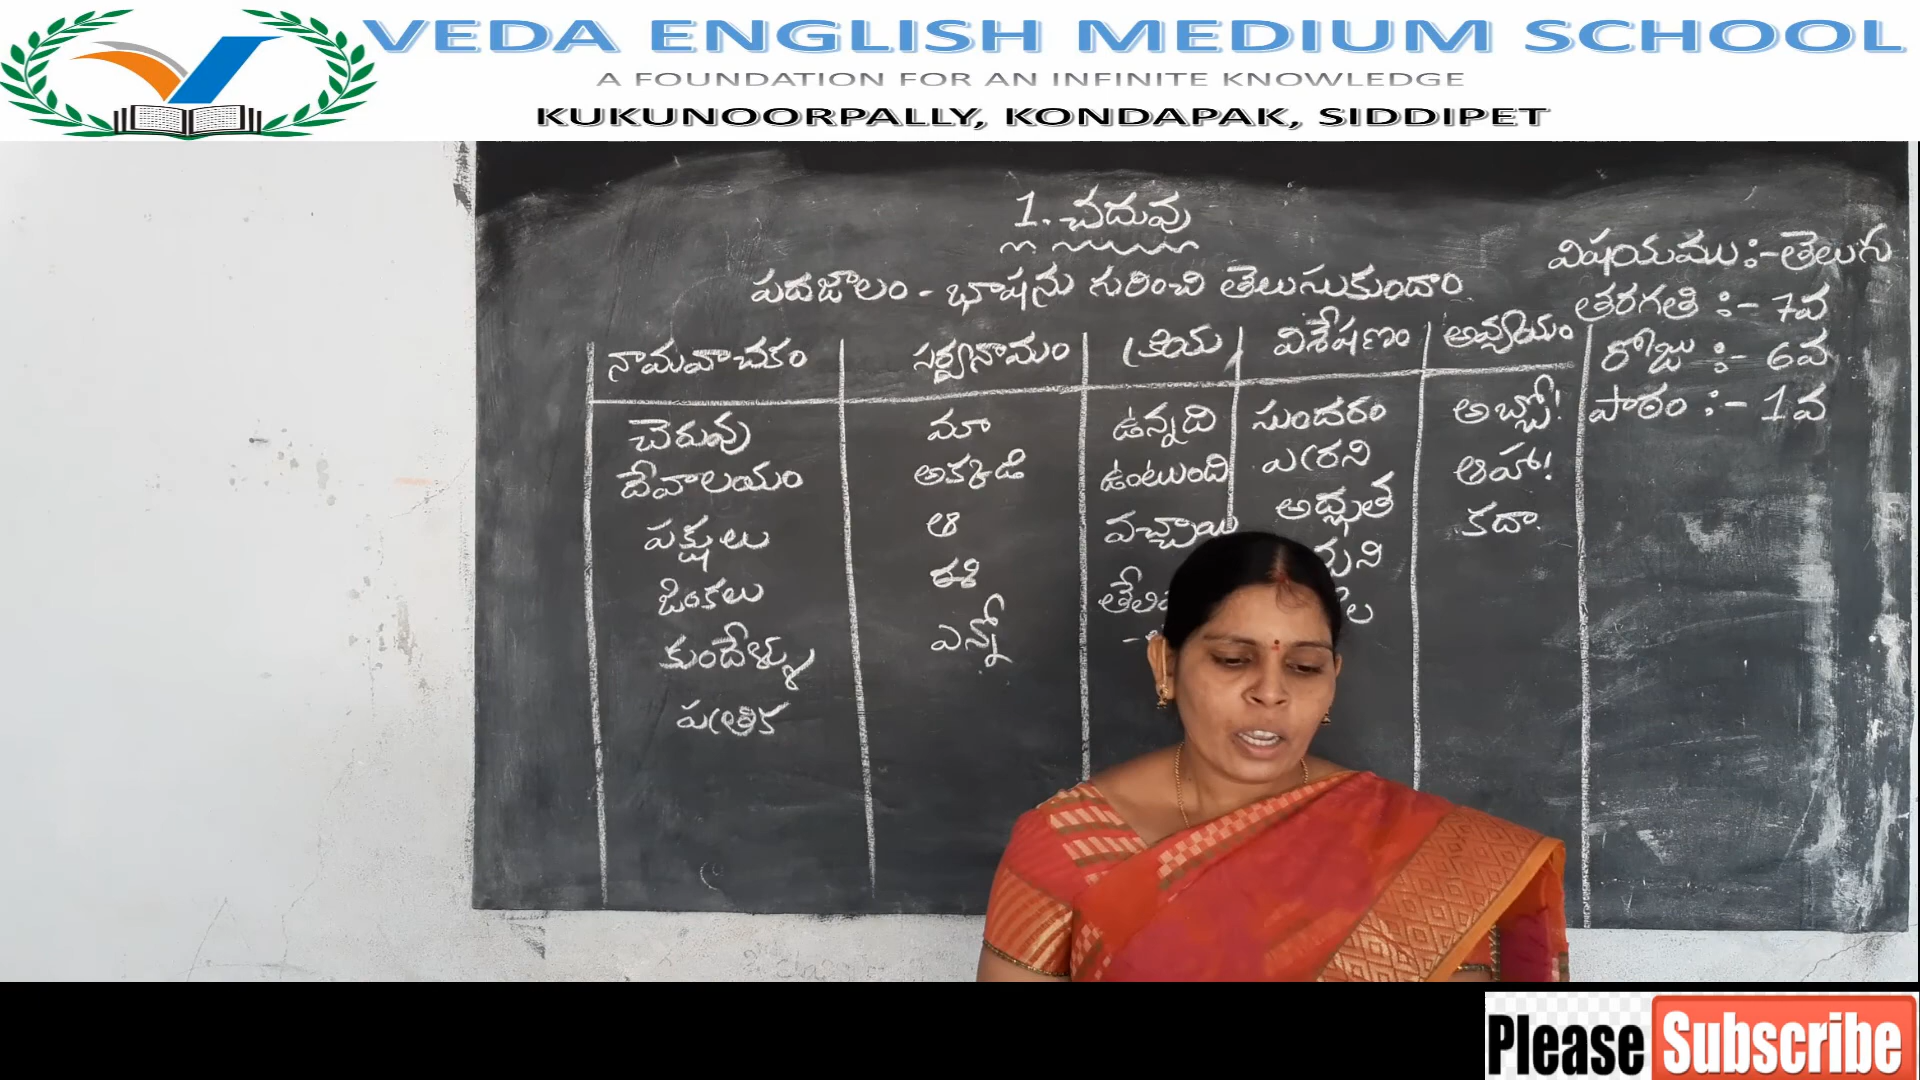 VEDA ENGLISH MEDIUM SCHOOL
A FOUNDATION FOR AN INFINITE KNOWLEDGE
KUKUNOORPALLY, KONDAPAK, SIDDIPET
1. చదువు
పదజాలం - భాషను గురించి తెలుసుకుందాం
విషయము :- తెలుగు
తరగతి :- 7వ
రోజు :- 6వ
పాఠం :- 1వ
నామవాచకం సర్వనామం క్రియ విశేషణం అవ్యయం
చెరువు మా ఉన్నది సుందరం అబ్బో!
దేవాలయం అక్కడి ఉంటుంది ఎర్రని ఆహా!
పక్షులు ఆ వచ్చాయి అద్భుత కదా.
జింకలు ఈ
కుందేళ్ళు ఎన్నో
పత్రిక
Please Subscribe